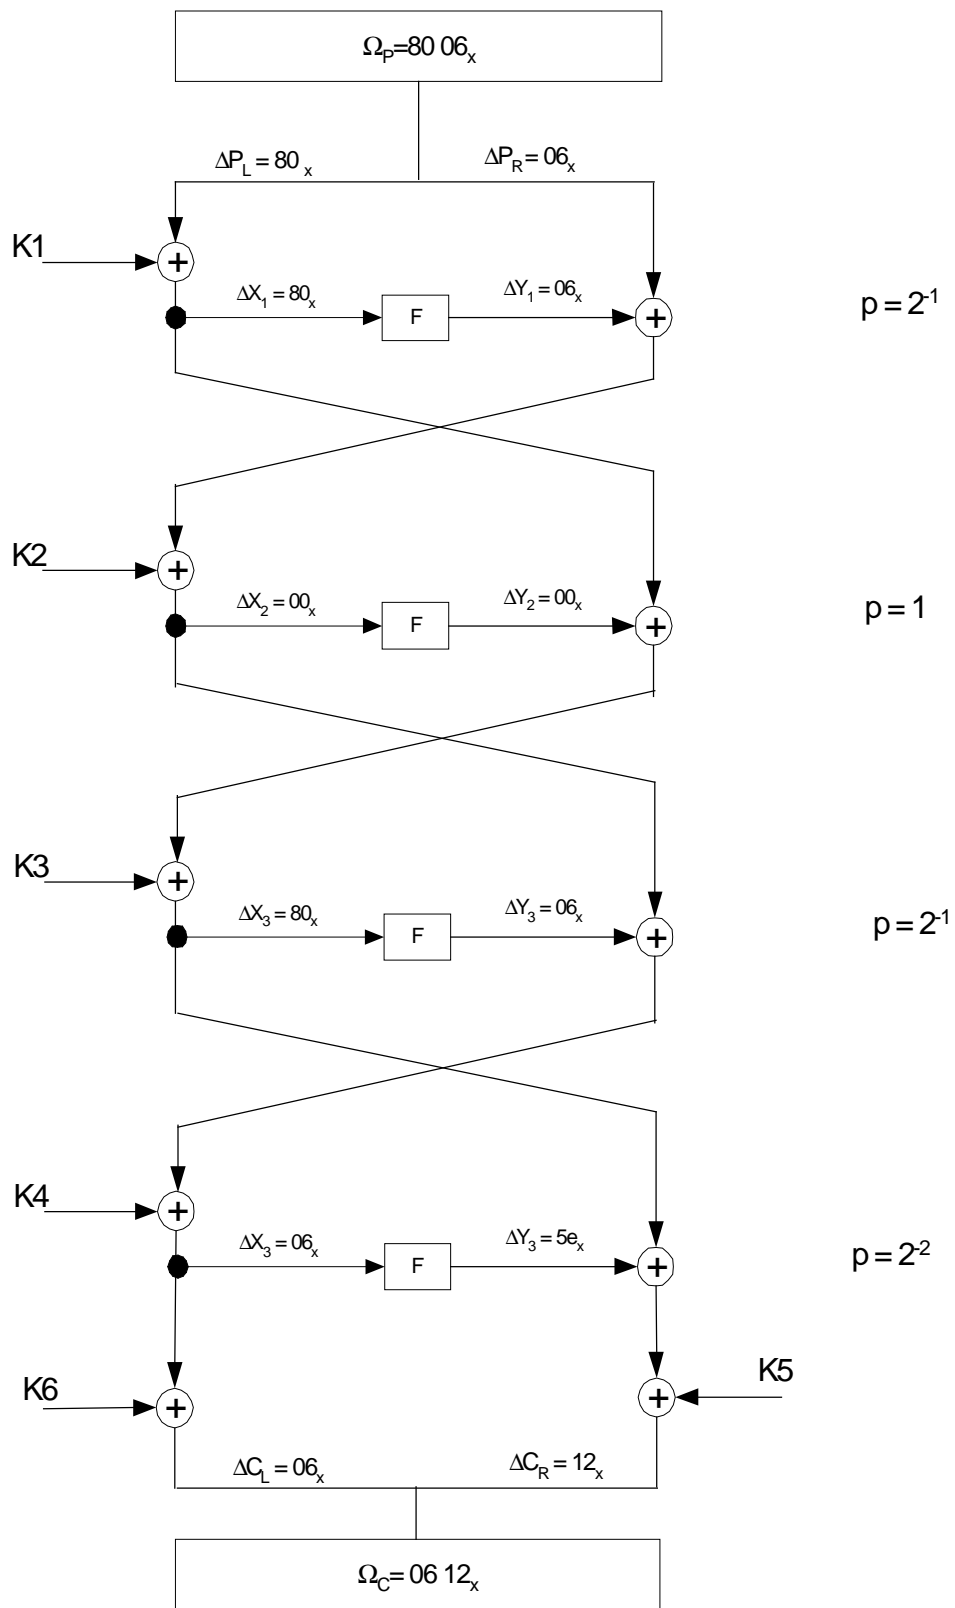 Ω_P=80 06_x
ΔP_L = 80_x
ΔP_R = 06_x
K1
ΔX_1 = 80_x
F
ΔY_1 = 06_x
p = 2^-1
K2
ΔX_2 = 00_x
F
ΔY_2 = 00_x
p = 1
K3
ΔX_3 = 80_x
F
ΔY_3 = 06_x
p = 2^-1
K4
ΔX_3 = 06_x
F
ΔY_3 = 5e_x
p = 2^-2
K6
K5
ΔC_L = 06_x
ΔC_R = 12_x
Ω_C= 06 12_x